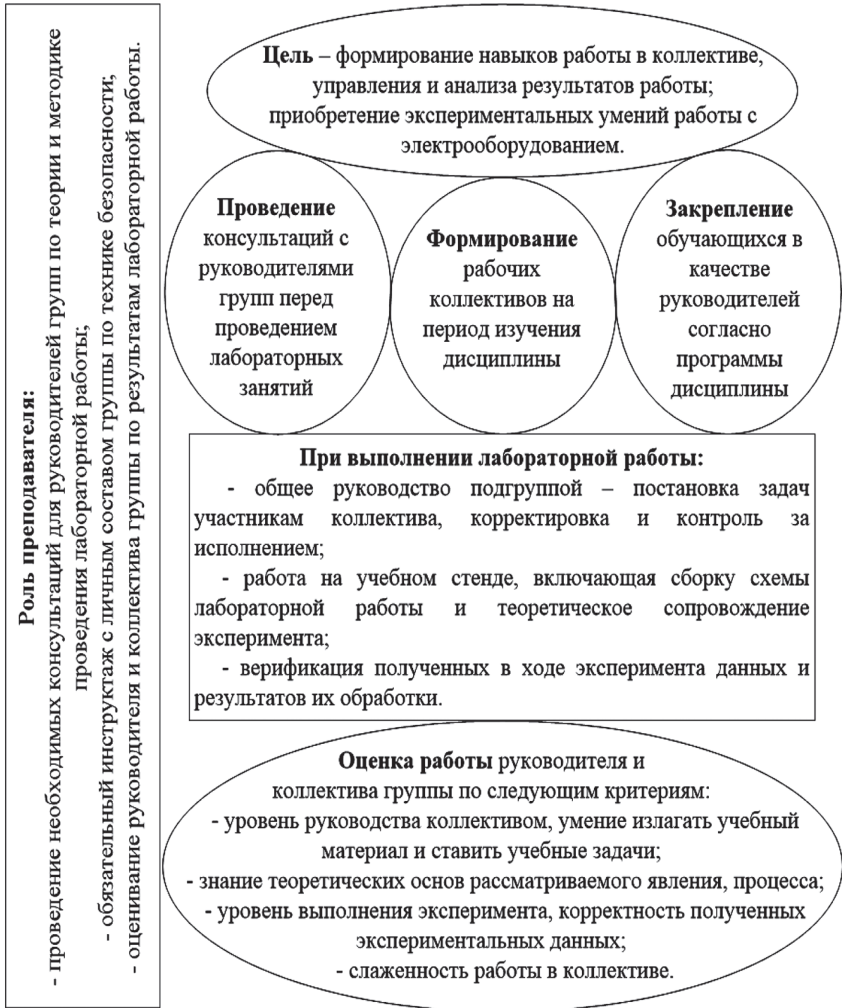 Роль преподавателя:
- проведение необходимых консультаций для руководителей групп по теории и методике
проведения лабораторной работы;
- обязательный инструктаж с личным составом группы по технике безопасности;
- оценивание руководителя и коллектива группы по результатам лабораторной работы.
Цель – формирование навыков работы в коллективе,
управления и анализа результатов работы;
приобретение экспериментальных умений работы с
электрооборудованием.
Проведение
консультаций с
руководителями
групп перед
проведением
лабораторных
занятий
Формирование
рабочих
коллективов на
период изучения
дисциплины
Закрепление
обучающихся в
качестве
руководителей
согласно
программы
дисциплины
При выполнении лабораторной работы:
- общее руководство подгруппой – постановка задач
участникам коллектива, корректировка и контроль за
исполнением;
- работа на учебном стенде, включающая сборку схемы
лабораторной работы и теоретическое сопровождение
эксперимента;
- верификация полученных в ходе эксперимента данных и
результатов их обработки.
Оценка работы руководителя и
коллектива группы по следующим критериям:
- уровень руководства коллективом, умение излагать учебный
материал и ставить учебные задачи;
- знание теоретических основ рассматриваемого явления, процесса;
- уровень выполнения эксперимента, корректность полученных
экспериментальных данных;
- слаженность работы в коллективе.